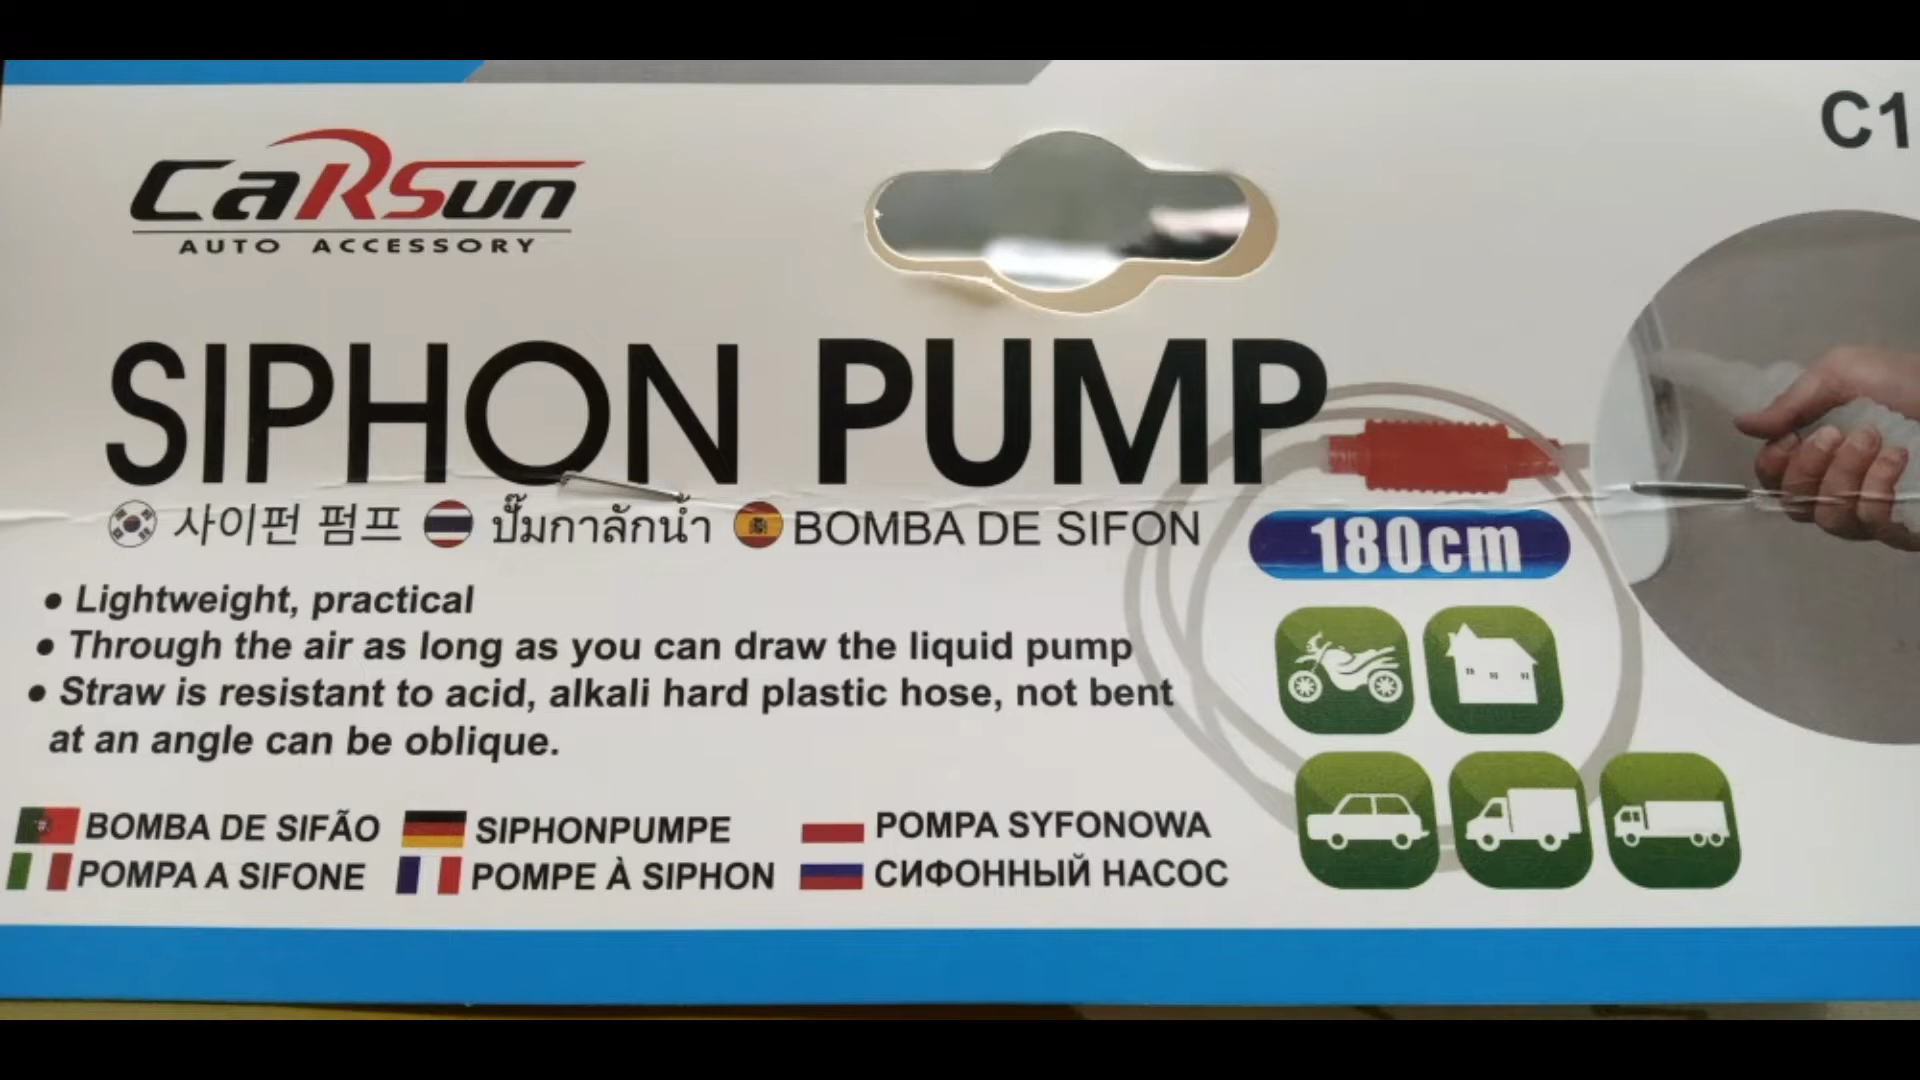 C1
CaRSun
AUTO ACCESSORY
SIPHON PUMP
사이펀 펌프 ปั๊มกาลักน้ำ BOMBA DE SIFON
180cm
• Lightweight, practical
• Through the air as long as you can draw the liquid pump
• Straw is resistant to acid, alkali hard plastic hose, not bent
at an angle can be oblique.
BOMBA DE SIFÃO SIPHONPUMPE POMPA SYFONOWA
POMPA A SIFONE POMPE À SIPHON СИФОННЫЙ НАСОС